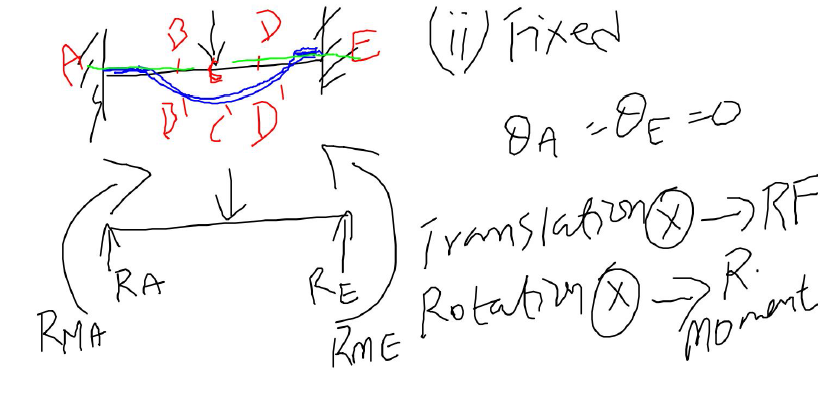 (ii) Fixed
A B D E
C
B' C' D'
θA = θE = 0
Translation X → RF
Rotation X → R.
Moment
RA RE
RMA RME